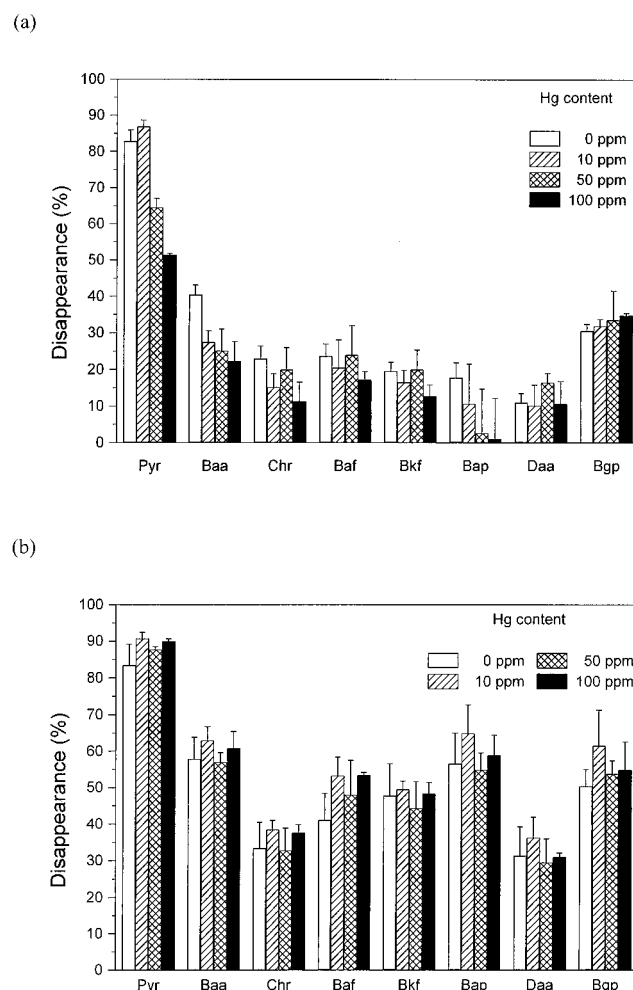 (a)
100
90
80
70
60
50
40
30
20
10
0
Disappearance (%)
Hg content
0 ppm
10 ppm
50 ppm
100 ppm
Pyr Baa Chr Baf Bkf Bap Daa Bgp
(b)
100
90
80
70
60
50
40
30
20
10
0
Disappearance (%)
Hg content
0 ppm 50 ppm
10 ppm 100 ppm
Pyr Baa Chr Baf Bkf Bap Daa Bgp